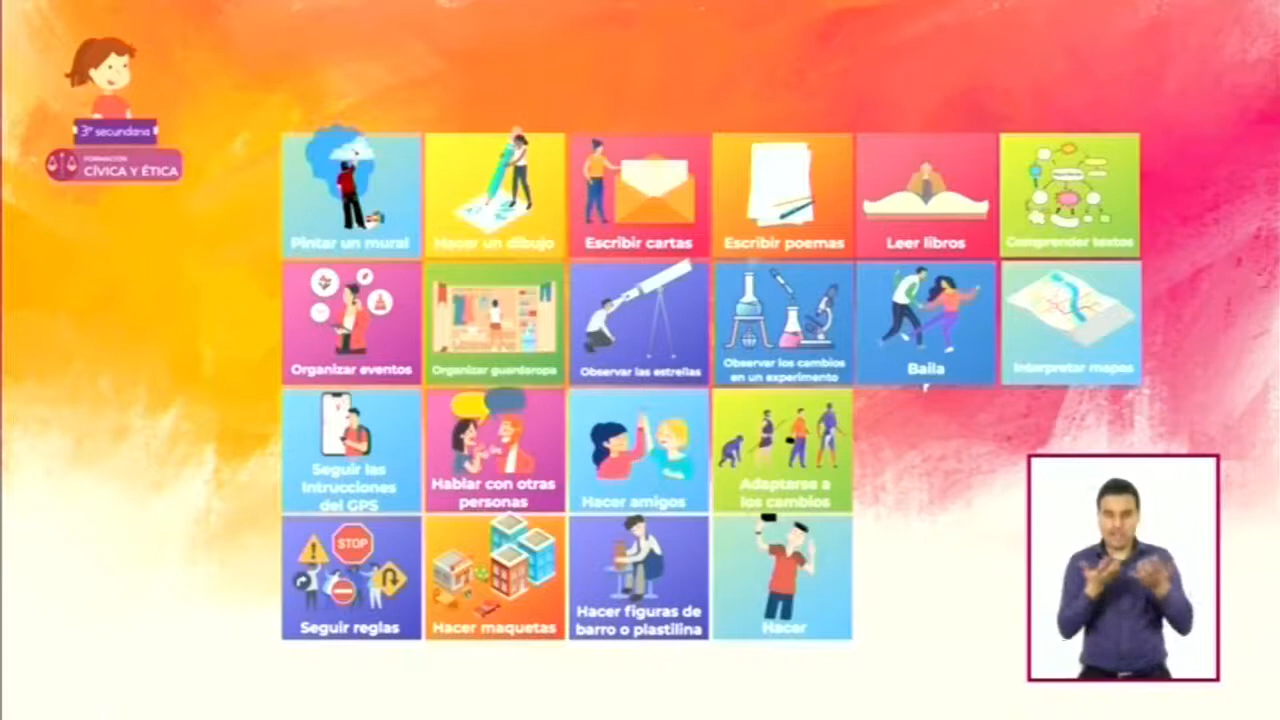 3er secundaria
FORMACIÓN
CÍVICA Y ÉTICA
Pintar un mural
Hacer un dibujo
Escribir cartas
Escribir poemas
Leer libros
Comprender textos
Organizar eventos
Organizar guardaropa
Observar las estrellas
Observar los cambios
en un experimento
Baila
r
Interpretar mapas
Seguir las
intrucciones
del GPS
Hablar con otras
personas
Hacer amigos
Adaptarse a
los cambios
STOP
Seguir reglas
Hacer maquetas
Hacer figuras de
barro o plastilina
Hacer